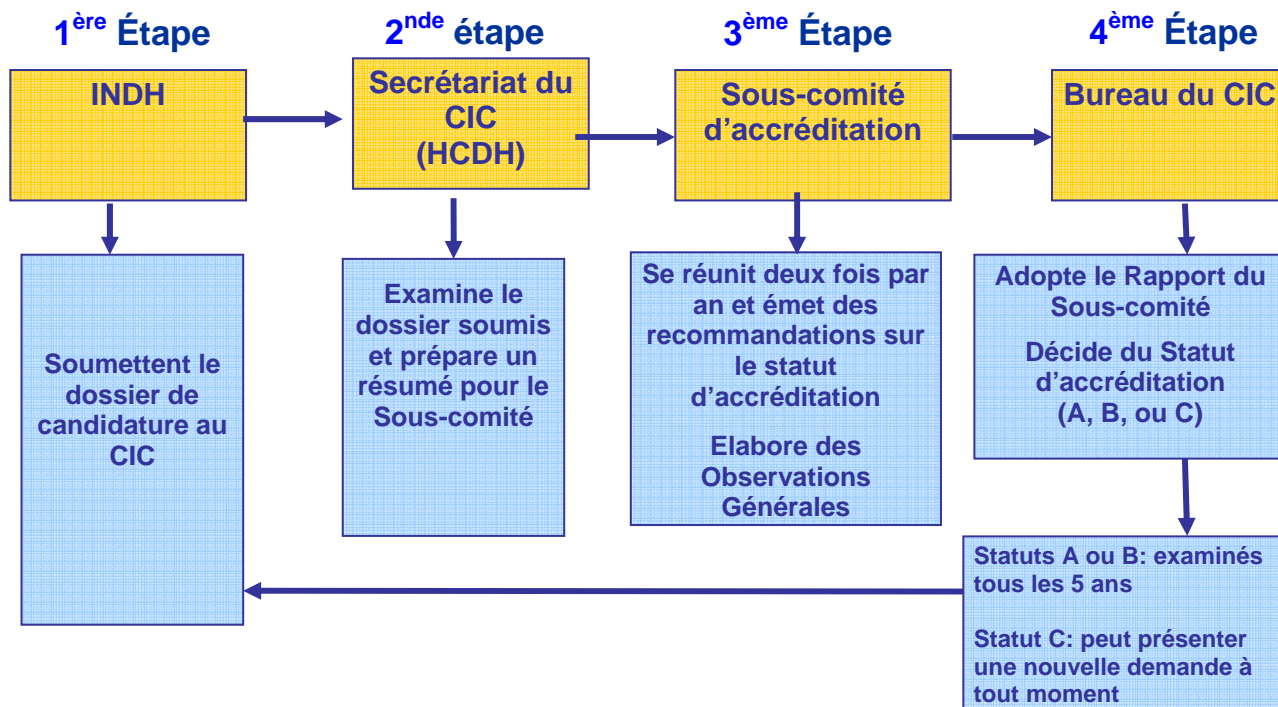 1ère Étape
INDH
Soumettent le
dossier de
candidature au
CIC
2nde étape
Secrétariat du
CIC
(HCDH)
Examine le
dossier soumis
et prépare un
résumé pour le
Sous-comité
3ème Étape
Sous-comité
d’accréditation
Se réunit deux fois par
an et émet des
recommandations sur
le statut
d’accréditation
Elabore des
Observations
Générales
4ème Étape
Bureau du CIC
Adopte le Rapport du
Sous-comité
Décide du Statut
d’accréditation
(A, B, ou C)
Statuts A ou B: examinés
tous les 5 ans
Statut C: peut présenter
une nouvelle demande à
tout moment